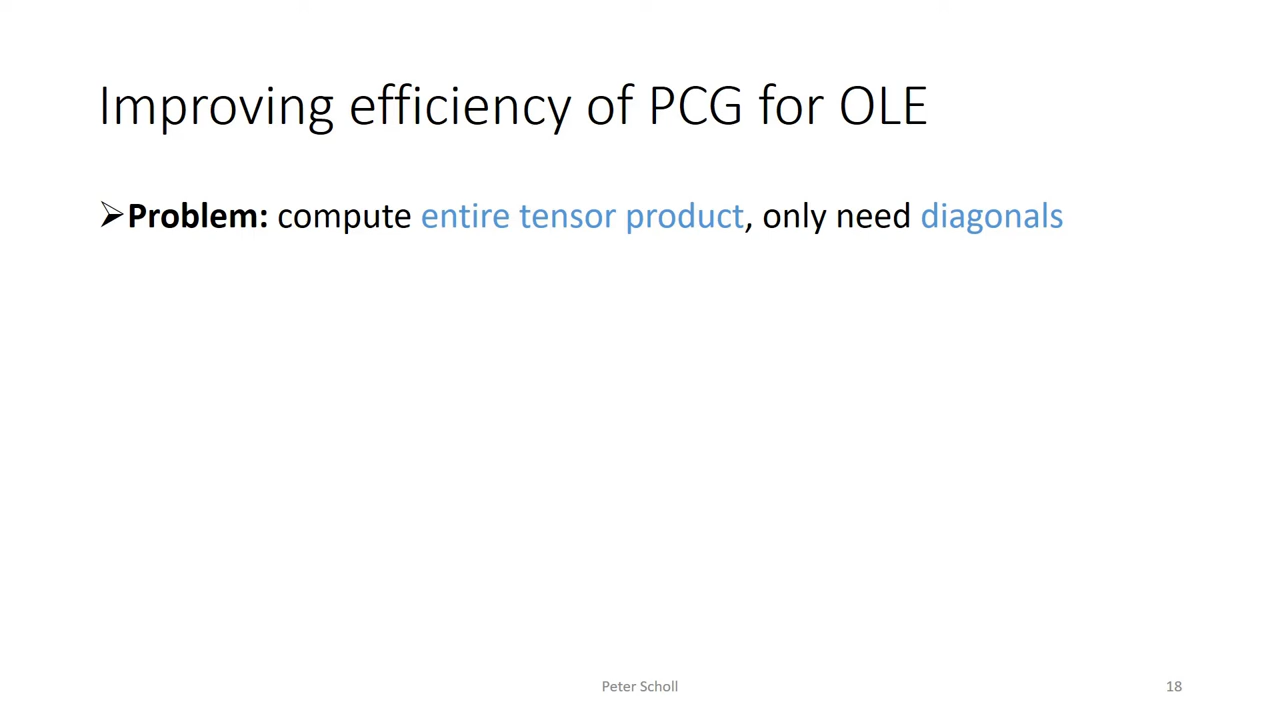 Improving efficiency of PCG for OLE
➢Problem: compute entire tensor product, only need diagonals
Peter Scholl
18